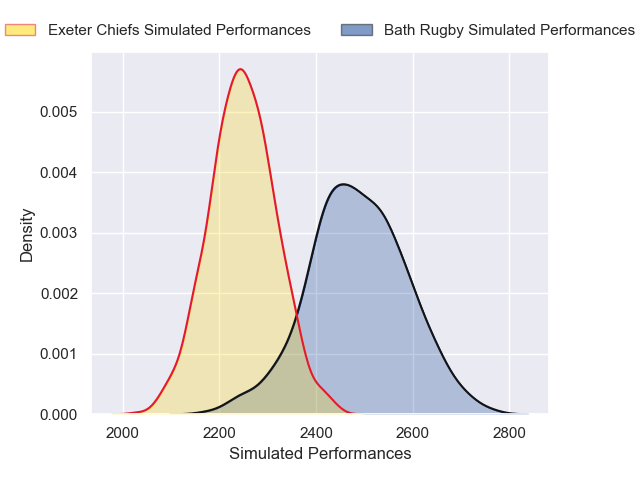 Exeter Chiefs Simulated Performances
Bath Rugby Simulated Performances
0.005
0.004
0.003
0.002
0.001
0.000
Density
2000 2200 2400 2600 2800
Simulated Performances